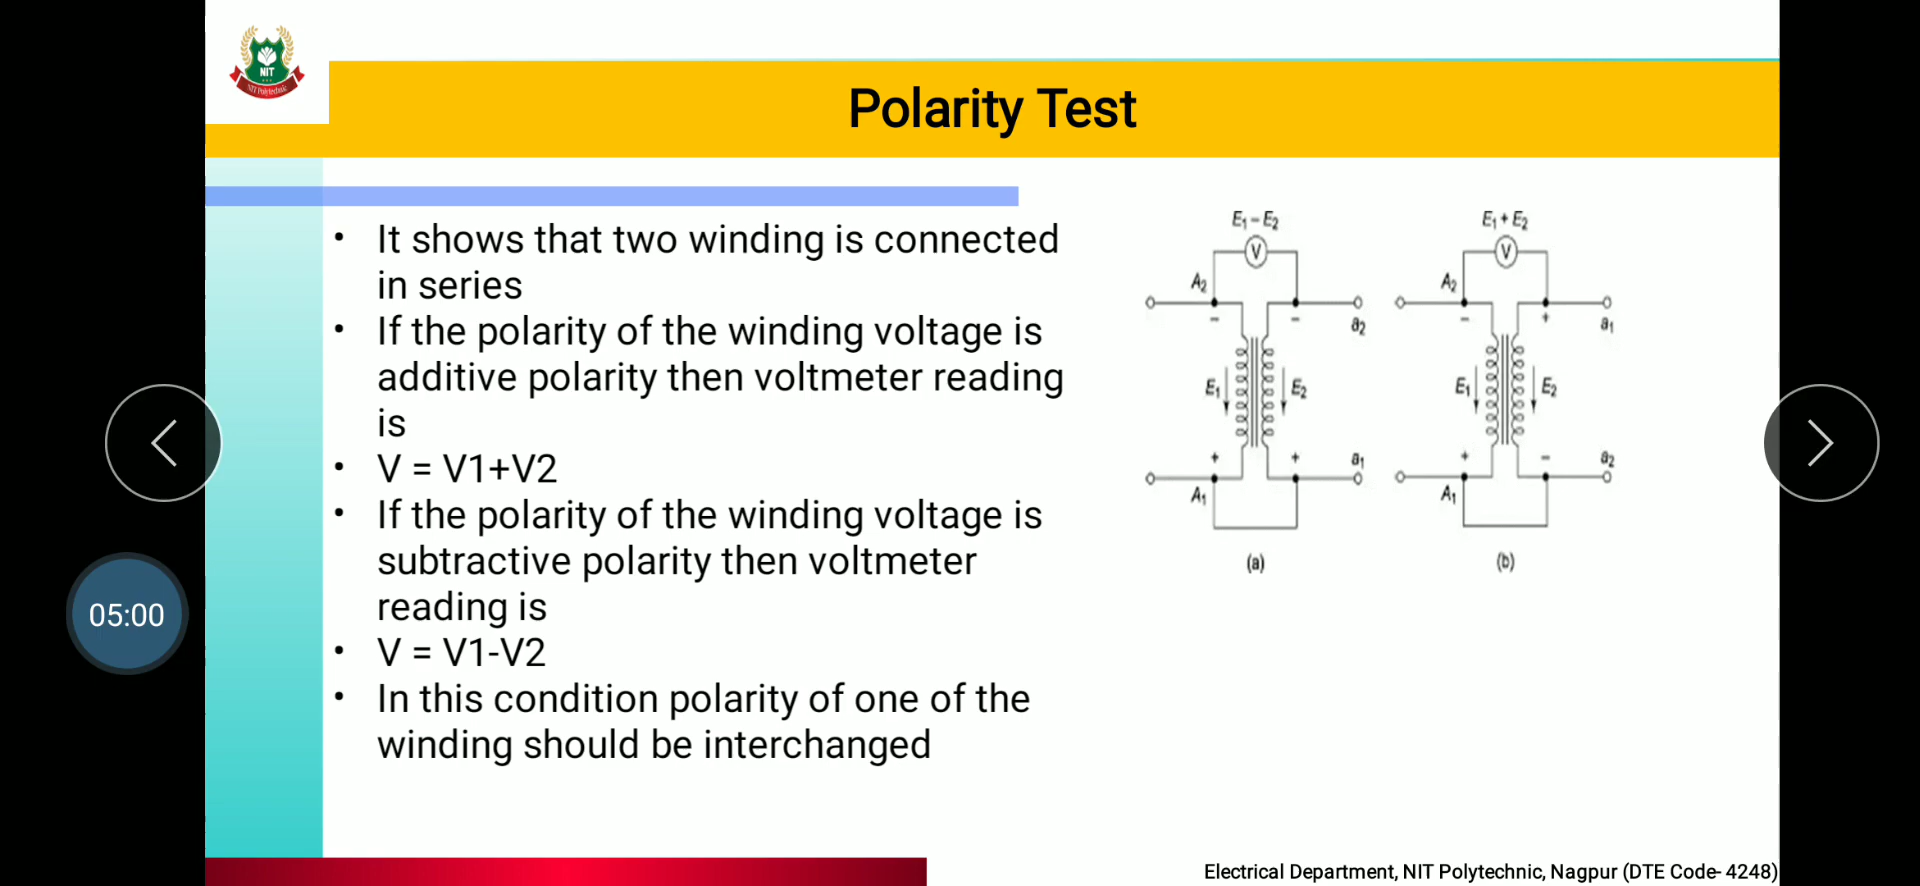 NIT
NIT Polytechnic
Polarity Test
• It shows that two winding is connected
in series
• If the polarity of the winding voltage is
additive polarity then voltmeter reading
is
• V = V1+V2
• If the polarity of the winding voltage is
subtractive polarity then voltmeter
reading is
• V = V1-V2
• In this condition polarity of one of the
winding should be interchanged
E₁ - E₂
V
A₂
-
-
a₂
E₁
E₂
+
+
a₁
A₁
(a)
E₁ + E₂
V
A₂
-
+
a₁
E₁
E₂
+
-
a₂
A₁
(b)
05:00
Electrical Department, NIT Polytechnic, Nagpur (DTE Code- 4248)